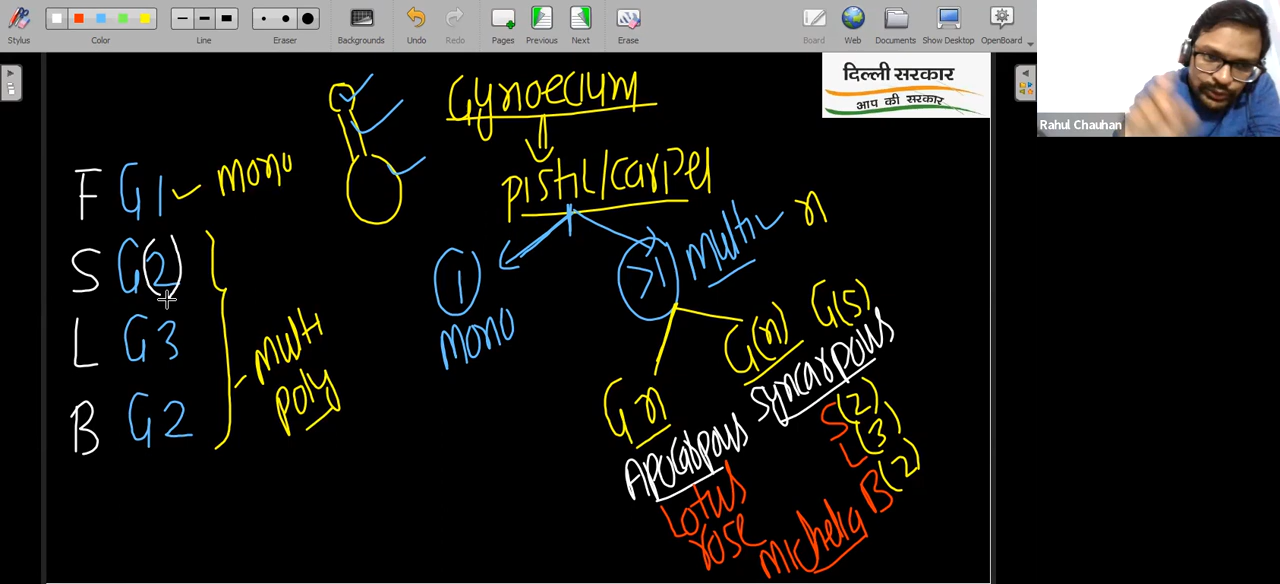 Stylus
Color
Line
Eraser
Backgrounds
Undo
Redo
Pages
Previous
Next
Erase
Board
Web
Documents
Show Desktop
OpenBoard
दिल्ली सरकार
आप की सरकार
Rahul Chauhan
Gynoecium
Pistil/carpel
F G1 mono
S G(2)
L G3
B G2
multi
poly
1
mono
>1 multi n
G(n) G(5)
syncarpous
S (2)
L (3)
B (2)
Gn
Apocarpous
Lotus
rose
Michelia